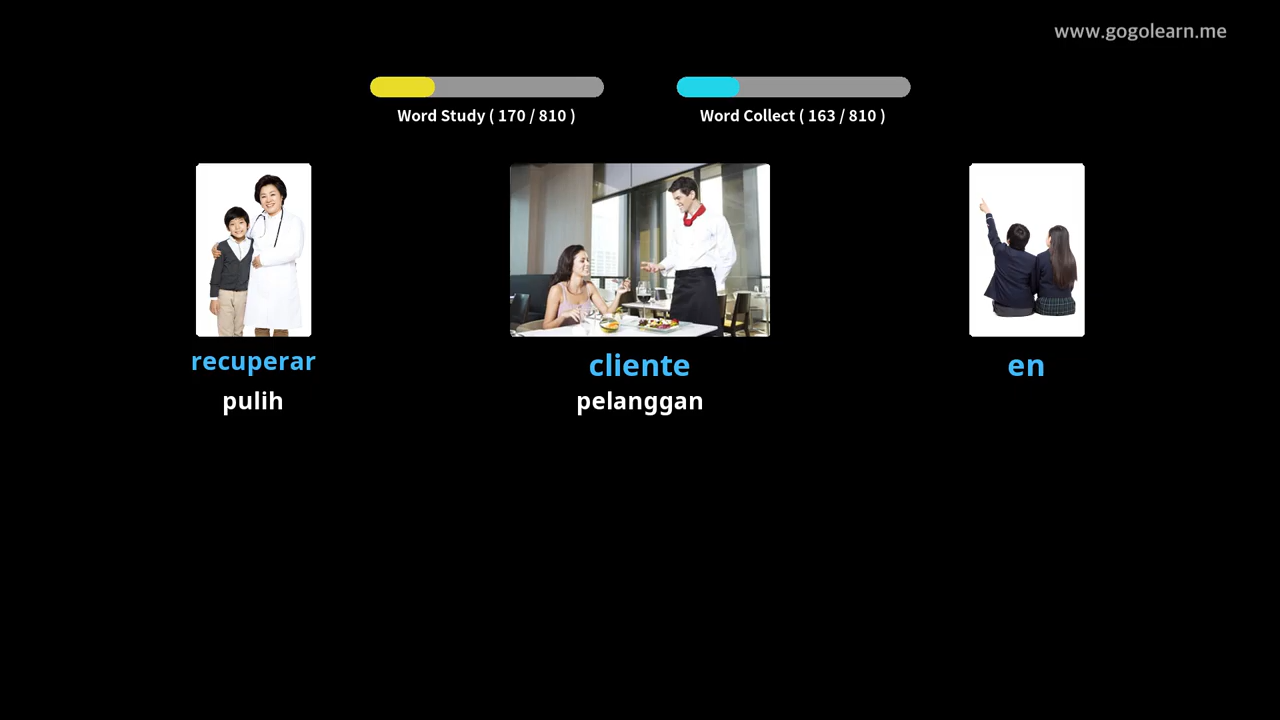 www.gogolearn.me
Word Study ( 170 / 810 )
Word Collect ( 163 / 810 )
recuperar
pulih
cliente
pelanggan
en